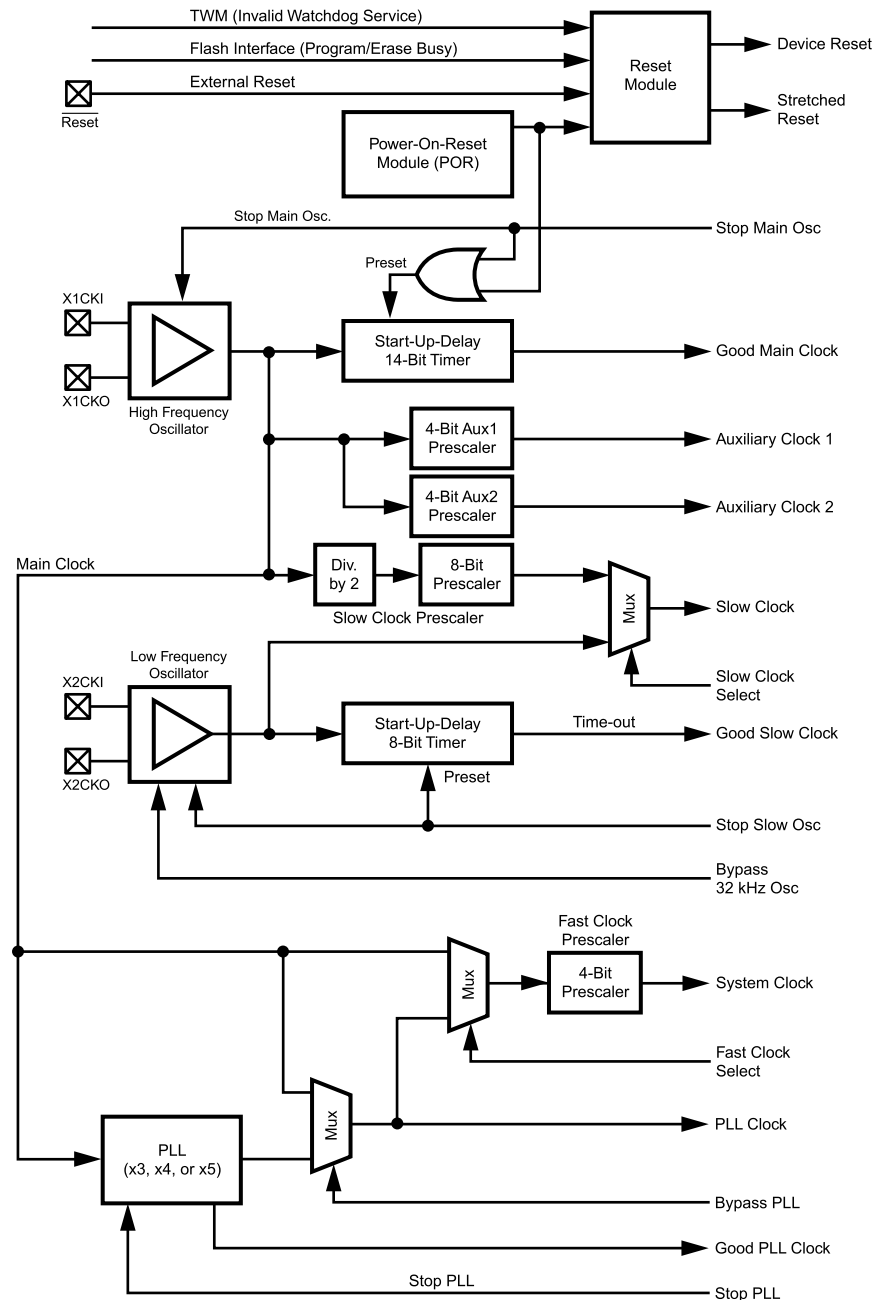 TWM (Invalid Watchdog Service)
Flash Interface (Program/Erase Busy)
External Reset
Reset
Reset
Module
Device Reset
Stretched
Reset
Power-On-Reset
Module (POR)
Stop Main Osc.
Stop Main Osc
Preset
X1CKI
X1CKO
High Frequency
Oscillator
Start-Up-Delay
14-Bit Timer
Good Main Clock
4-Bit Aux1
Prescaler
Auxiliary Clock 1
4-Bit Aux2
Prescaler
Auxiliary Clock 2
Main Clock
Div.
by 2
8-Bit
Prescaler
Slow Clock Prescaler
Mux
Slow Clock
Slow Clock
Select
Low Frequency
Oscillator
X2CKI
X2CKO
Start-Up-Delay
8-Bit Timer
Time-out
Good Slow Clock
Preset
Stop Slow Osc
Bypass
32 kHz Osc
Fast Clock
Prescaler
Mux
4-Bit
Prescaler
System Clock
Fast Clock
Select
Mux
PLL Clock
PLL
(x3, x4, or x5)
Bypass PLL
Good PLL Clock
Stop PLL
Stop PLL